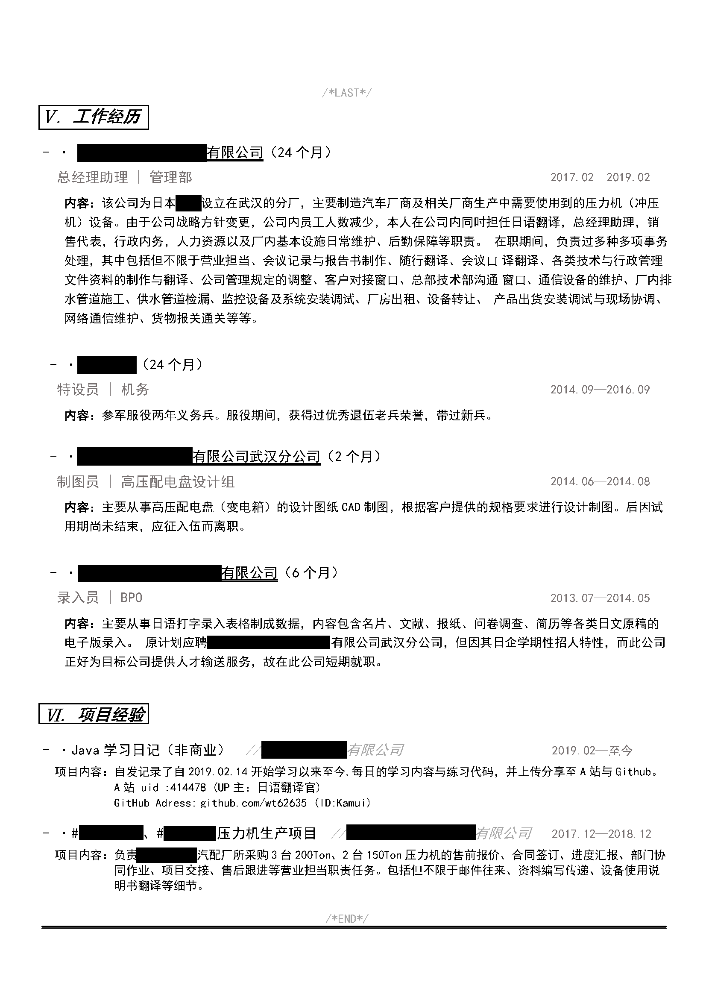 /*LAST*/
V. 工作经历
- · 有限公司（24 个月）
总经理助理 | 管理部 2017.02—2019.02
内容：该公司为日本设立在武汉的分厂，主要制造汽车厂商及相关厂商生产中需要使用到的压力机（冲压
机）设备。由于公司战略方针变更，公司内员工人数减少，本人在公司内同时担任日语翻译，总经理助理，销
售代表，行政内务，人力资源以及厂内基本设施日常维护、后勤保障等职责。 在职期间，负责过多种多项事务
处理，其中包括但不限于营业担当、会议记录与报告书制作、随行翻译、会议口 译翻译、各类技术与行政管理
文件资料的制作与翻译、公司管理规定的调整、客户对接窗口、总部技术部沟通 窗口、通信设备的维护、厂内排
水管道施工、供水管道检漏、监控设备及系统安装调试、厂房出租、设备转让、 产品出货安装调试与现场协调、
网络通信维护、货物报关通关等等。
- ·（24 个月）
特设员 | 机务 2014.09—2016.09
内容：参军服役两年义务兵。服役期间，获得过优秀退伍老兵荣誉，带过新兵。
- · 有限公司武汉分公司（2 个月）
制图员 | 高压配电盘设计组 2014.06—2014.08
内容：主要从事高压配电盘（变电箱）的设计图纸 CAD 制图，根据客户提供的规格要求进行设计制图。后因试
用期尚未结束，应征入伍而离职。
- · 有限公司（6 个月）
录入员 | BPO 2013.07—2014.05
内容：主要从事日语打字录入表格制成数据，内容包含名片、文献、报纸、问卷调查、简历等各类日文原稿的
电子版录入。 原计划应聘有限公司武汉分公司，但因其日企学期性招人特性，而此公司
正好为目标公司提供人才输送服务，故在此公司短期就职。
VI. 项目经验
- · Java 学习日记（非商业） //有限公司 2019.02—至今
项目内容：自发记录了自 2019.02.14 开始学习以来至今,每日的学习内容与练习代码，并上传分享至 A 站与 Github。
A 站 uid :414478 (UP 主：日语翻译官)
GitHub Adress: github.com/wt62635 (ID:Kamui)
- · #、#压力机生产项目 //有限公司 2017.12—2018.12
项目内容：负责汽配厂所采购 3 台 200Ton、2 台 150Ton 压力机的售前报价、合同签订、进度汇报、部门协
同作业、项目交接、售后跟进等营业担当职责任务。包括但不限于邮件往来、资料编写传递、设备使用说
明书翻译等细节。
/*END*/